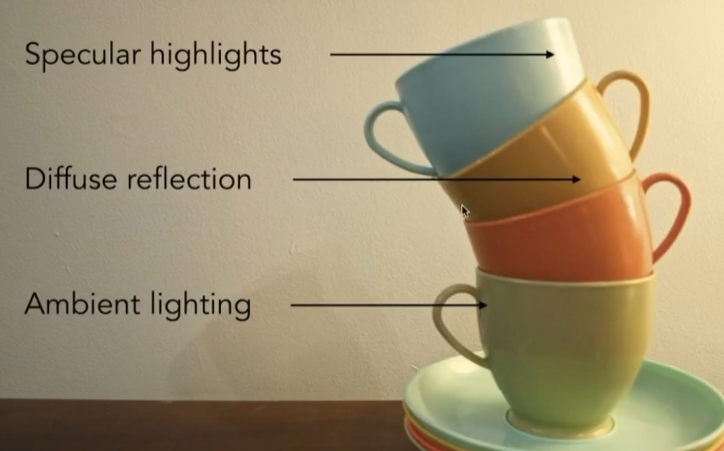 Specular highlights
Diffuse reflection
Ambient lighting